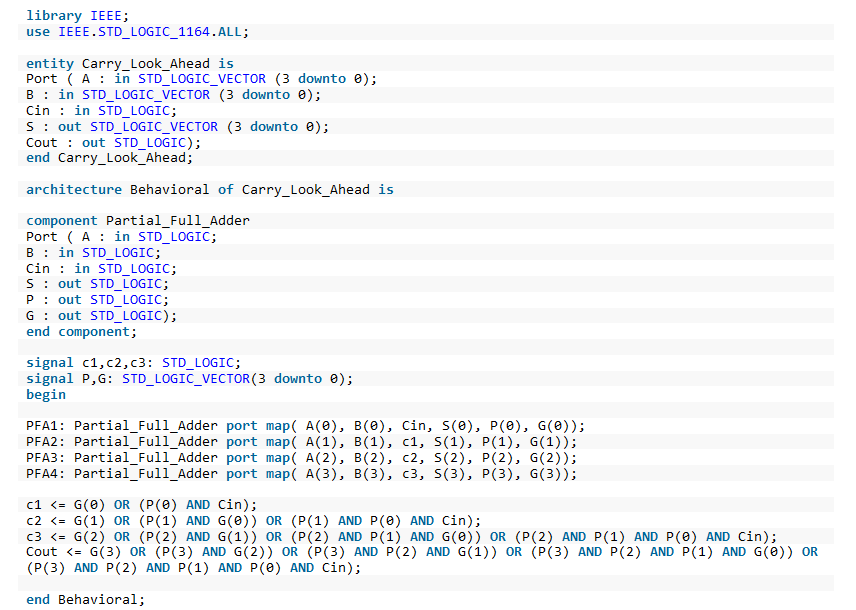 library IEEE;
use IEEE.STD_LOGIC_1164.ALL;
entity Carry_Look_Ahead is
Port ( A : in STD_LOGIC_VECTOR (3 downto 0);
B : in STD_LOGIC_VECTOR (3 downto 0);
Cin : in STD_LOGIC;
S : out STD_LOGIC_VECTOR (3 downto 0);
Cout : out STD_LOGIC);
end Carry_Look_Ahead;
architecture Behavioral of Carry_Look_Ahead is
component Partial_Full_Adder
Port ( A : in STD_LOGIC;
B : in STD_LOGIC;
Cin : in STD_LOGIC;
S : out STD_LOGIC;
P : out STD_LOGIC;
G : out STD_LOGIC);
end component;
signal c1,c2,c3: STD_LOGIC;
signal P,G: STD_LOGIC_VECTOR(3 downto 0);
begin
PFA1: Partial_Full_Adder port map( A(0), B(0), Cin, S(0), P(0), G(0));
PFA2: Partial_Full_Adder port map( A(1), B(1), c1, S(1), P(1), G(1));
PFA3: Partial_Full_Adder port map( A(2), B(2), c2, S(2), P(2), G(2));
PFA4: Partial_Full_Adder port map( A(3), B(3), c3, S(3), P(3), G(3));
c1 <= G(0) OR (P(0) AND Cin);
c2 <= G(1) OR (P(1) AND G(0)) OR (P(1) AND P(0) AND Cin);
c3 <= G(2) OR (P(2) AND G(1)) OR (P(2) AND P(1) AND G(0)) OR (P(2) AND P(1) AND P(0) AND Cin);
Cout <= G(3) OR (P(3) AND G(2)) OR (P(3) AND P(2) AND G(1)) OR (P(3) AND P(2) AND P(1) AND G(0)) OR
(P(3) AND P(2) AND P(1) AND P(0) AND Cin);
end Behavioral;